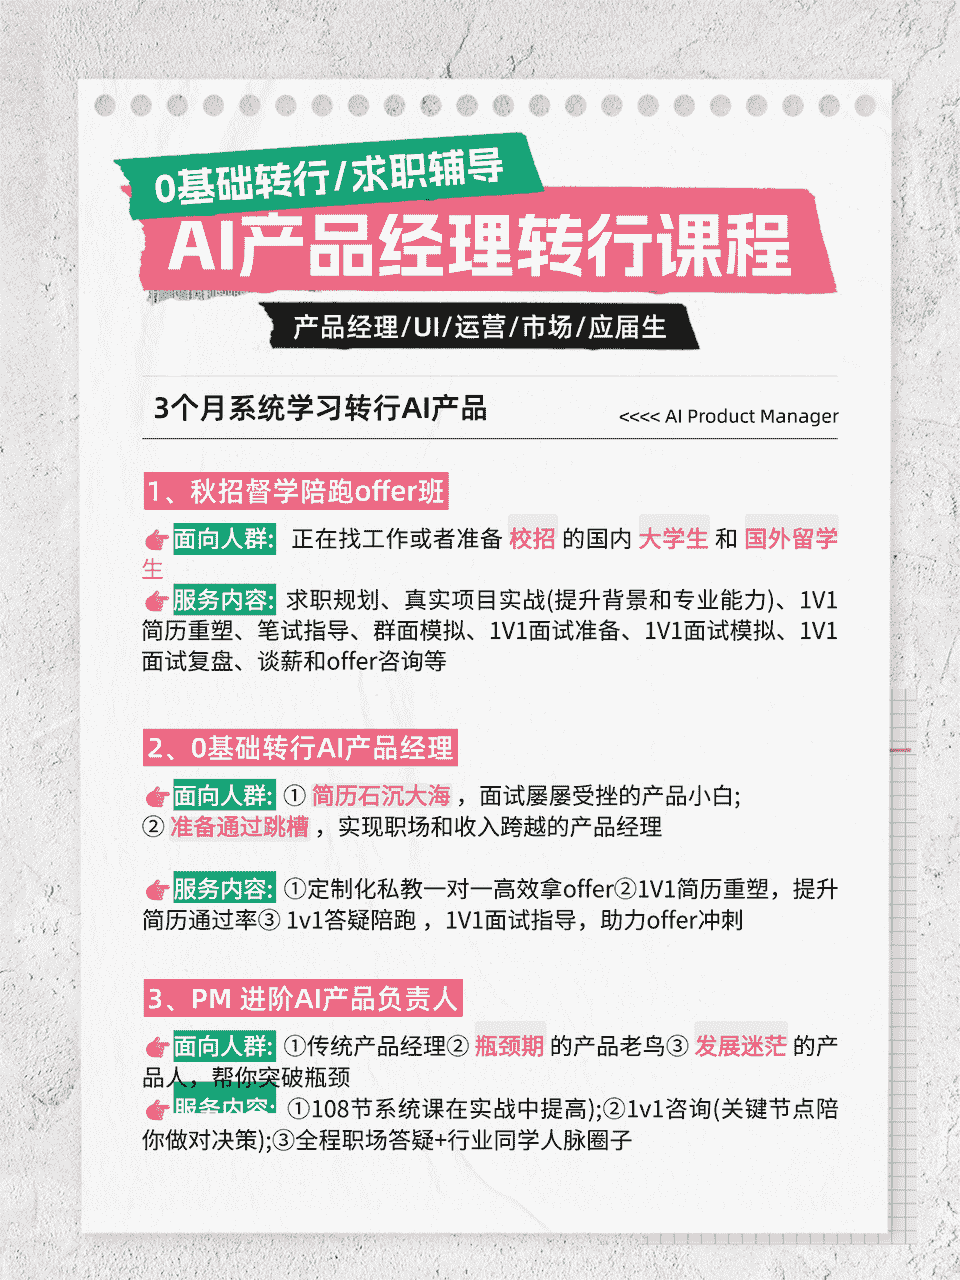 0基础转行/求职辅导
AI产品经理转行课程
产品经理/UI/运营/市场/应届生
3个月系统学习转行AI产品
<<<< AI Product Manager
1、秋招督学陪跑offer班
👉面向人群: 正在找工作或者准备 校招 的国内 大学生 和 国外留学
生
👉服务内容: 求职规划、真实项目实战(提升背景和专业能力)、1V1
简历重塑、笔试指导、群面模拟、1V1面试准备、1V1面试模拟、1V1
面试复盘、谈薪和offer咨询等
2、0基础转行AI产品经理
👉面向人群: ① 简历石沉大海 ，面试屡屡受挫的产品小白;
② 准备通过跳槽 ，实现职场和收入跨越的产品经理
👉服务内容: ①定制化私教一对一高效拿offer②1V1简历重塑，提升
简历通过率③ 1v1答疑陪跑 ，1V1面试指导，助力offer冲刺
3、PM 进阶AI产品负责人
👉面向人群: ①传统产品经理② 瓶颈期 的产品老鸟③ 发展迷茫 的产
品人，帮你突破瓶颈
👉服务内容: ①108节系统课在实战中提高);②1v1咨询(关键节点陪
你做对决策);③全程职场答疑+行业同学人脉圈子